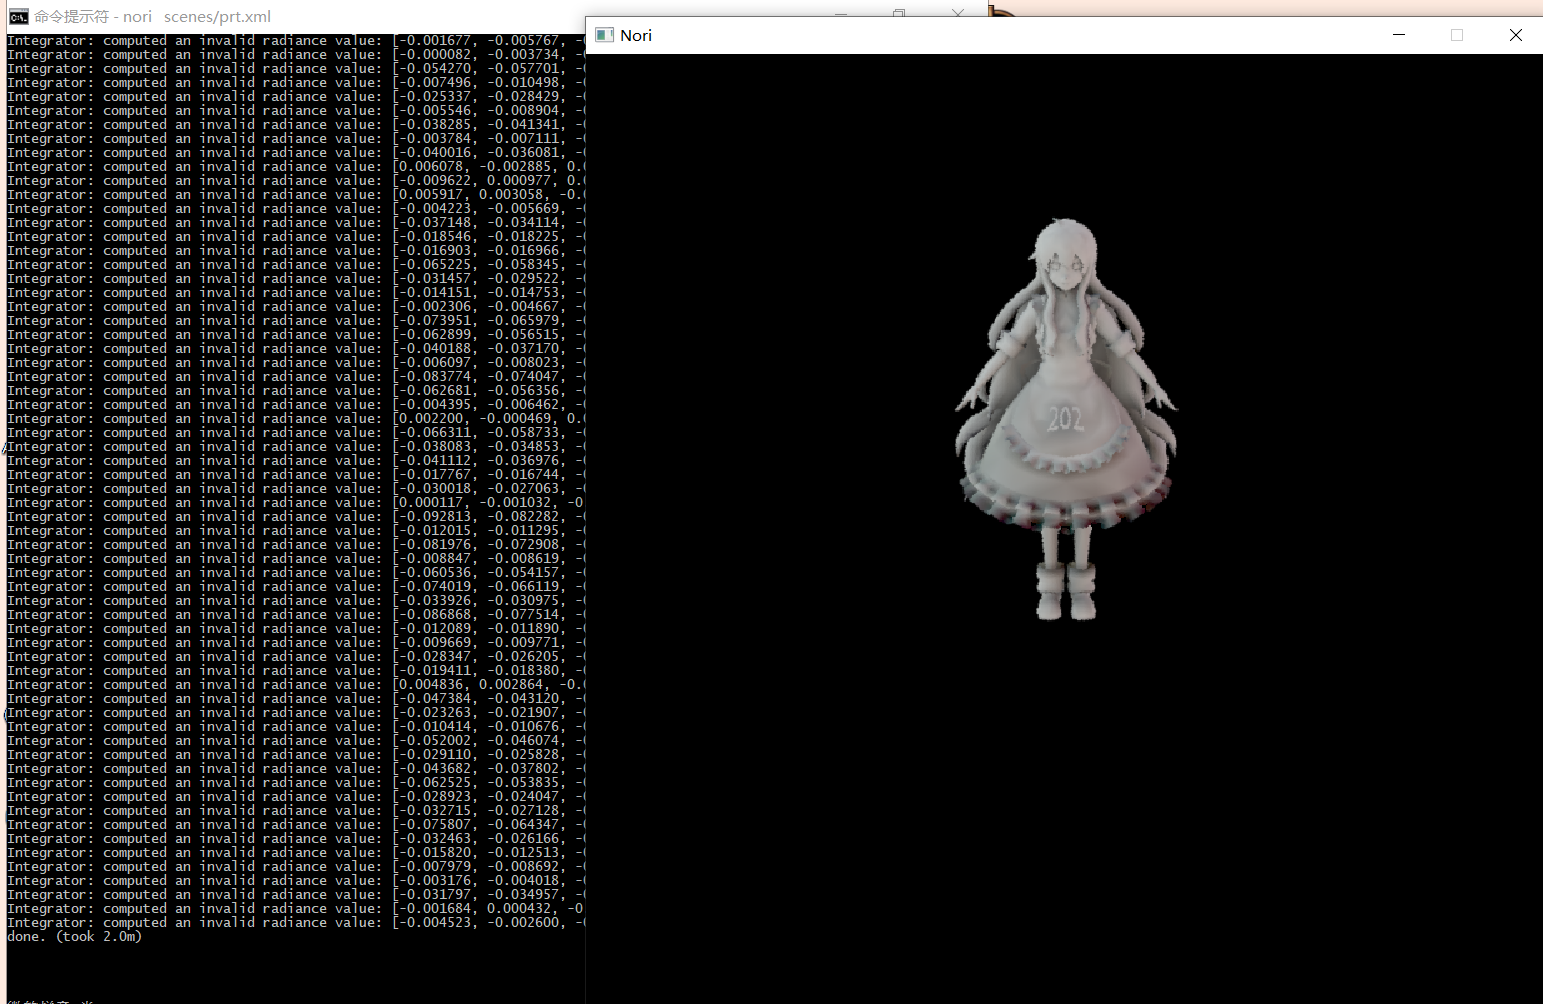 命令提示符 - nori   scenes/prt.xml
Nori
Integrator: computed an invalid radiance value: [-0.001677, -0.005767, -
Integrator: computed an invalid radiance value: [-0.000082, -0.003734, -
Integrator: computed an invalid radiance value: [-0.054270, -0.057701, -
Integrator: computed an invalid radiance value: [-0.007496, -0.010498, -
Integrator: computed an invalid radiance value: [-0.025337, -0.028429, -
Integrator: computed an invalid radiance value: [-0.005546, -0.008904, -
Integrator: computed an invalid radiance value: [-0.038285, -0.041341, -
Integrator: computed an invalid radiance value: [-0.003784, -0.007111, -
Integrator: computed an invalid radiance value: [-0.040016, -0.036081, -
Integrator: computed an invalid radiance value: [0.006078, -0.002885, 0.
Integrator: computed an invalid radiance value: [-0.009622, 0.000977, 0.
Integrator: computed an invalid radiance value: [0.005917, 0.003058, -0.
Integrator: computed an invalid radiance value: [-0.004223, -0.005669, -
Integrator: computed an invalid radiance value: [-0.037148, -0.034114, -
Integrator: computed an invalid radiance value: [-0.018546, -0.018225, -
Integrator: computed an invalid radiance value: [-0.016903, -0.016966, -
Integrator: computed an invalid radiance value: [-0.065225, -0.058345, -
Integrator: computed an invalid radiance value: [-0.031457, -0.029522, -
Integrator: computed an invalid radiance value: [-0.014151, -0.014753, -
Integrator: computed an invalid radiance value: [-0.002306, -0.004667, -
Integrator: computed an invalid radiance value: [-0.073951, -0.065979, -
Integrator: computed an invalid radiance value: [-0.062899, -0.056515, -
Integrator: computed an invalid radiance value: [-0.040188, -0.037170, -
Integrator: computed an invalid radiance value: [-0.006097, -0.008023, -
Integrator: computed an invalid radiance value: [-0.083774, -0.074047, -
Integrator: computed an invalid radiance value: [-0.062681, -0.056356, -
Integrator: computed an invalid radiance value: [-0.004395, -0.006462, -
Integrator: computed an invalid radiance value: [0.002200, -0.000469, 0.
Integrator: computed an invalid radiance value: [-0.066311, -0.058733, -
Integrator: computed an invalid radiance value: [-0.038083, -0.034853, -
Integrator: computed an invalid radiance value: [-0.041112, -0.036976, -
Integrator: computed an invalid radiance value: [-0.017767, -0.016744, -
Integrator: computed an invalid radiance value: [-0.030018, -0.027063, -
Integrator: computed an invalid radiance value: [0.000117, -0.001032, -0
Integrator: computed an invalid radiance value: [-0.092813, -0.082282, -
Integrator: computed an invalid radiance value: [-0.012015, -0.011295, -
Integrator: computed an invalid radiance value: [-0.081976, -0.072908, -
Integrator: computed an invalid radiance value: [-0.008847, -0.008619, -
Integrator: computed an invalid radiance value: [-0.060536, -0.054157, -
Integrator: computed an invalid radiance value: [-0.074019, -0.066119, -
Integrator: computed an invalid radiance value: [-0.033926, -0.030975, -
Integrator: computed an invalid radiance value: [-0.086868, -0.077514, -
Integrator: computed an invalid radiance value: [-0.012089, -0.011890, -
Integrator: computed an invalid radiance value: [-0.009669, -0.009771, -
Integrator: computed an invalid radiance value: [-0.028347, -0.026205, -
Integrator: computed an invalid radiance value: [-0.019411, -0.018380, -
Integrator: computed an invalid radiance value: [0.004836, 0.002864, -0.
Integrator: computed an invalid radiance value: [-0.047384, -0.043120, -
Integrator: computed an invalid radiance value: [-0.023263, -0.021907, -
Integrator: computed an invalid radiance value: [-0.010414, -0.010676, -
Integrator: computed an invalid radiance value: [-0.052002, -0.046074, -
Integrator: computed an invalid radiance value: [-0.029110, -0.025828, -
Integrator: computed an invalid radiance value: [-0.043682, -0.037802, -
Integrator: computed an invalid radiance value: [-0.062525, -0.053835, -
Integrator: computed an invalid radiance value: [-0.028923, -0.024047, -
Integrator: computed an invalid radiance value: [-0.032715, -0.027128, -
Integrator: computed an invalid radiance value: [-0.075807, -0.064347, -
Integrator: computed an invalid radiance value: [-0.032463, -0.026166, -
Integrator: computed an invalid radiance value: [-0.015820, -0.012513, -
Integrator: computed an invalid radiance value: [-0.007979, -0.008692, -
Integrator: computed an invalid radiance value: [-0.003176, -0.004018, -
Integrator: computed an invalid radiance value: [-0.031797, -0.034957, -
Integrator: computed an invalid radiance value: [-0.001684, 0.000432, -0
Integrator: computed an invalid radiance value: [-0.004523, -0.002600, -
done. (took 2.0m)
202